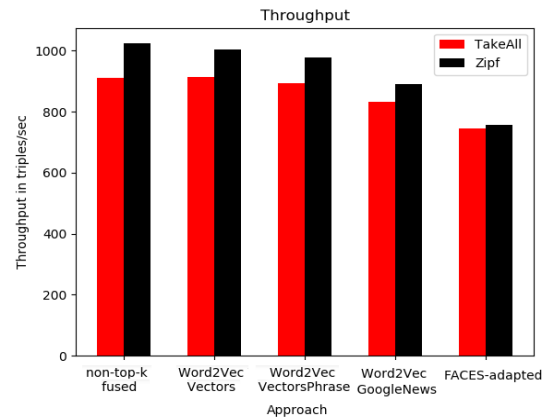 Throughput
TakeAll
Zipf
Throughput in triples/sec
1000
800
600
400
200
0
non-top-k
fused
Word2Vec
Vectors
Word2Vec
VectorsPhrase
Word2Vec
GoogleNews
FACES-adapted
Approach